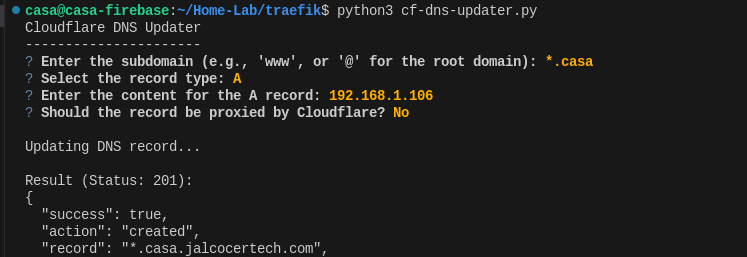 casa@casa-firebase:~/Home-Lab/traefik$ python3 cf-dns-updater.py
Cloudflare DNS Updater
----------------------
? Enter the subdomain (e.g., 'www', or '@' for the root domain): *.casa
? Select the record type: A
? Enter the content for the A record: 192.168.1.106
? Should the record be proxied by Cloudflare? No
Updating DNS record...
Result (Status: 201):
{
  "success": true,
  "action": "created",
  "record": "*.casa.jalcocertech.com",